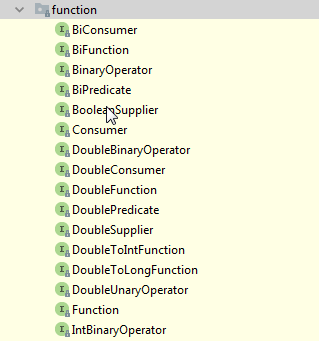 function
BiConsumer
BiFunction
BinaryOperator
BiPredicate
BooleanSupplier
Consumer
DoubleBinaryOperator
DoubleConsumer
DoubleFunction
DoublePredicate
DoubleSupplier
DoubleToIntFunction
DoubleToLongFunction
DoubleUnaryOperator
Function
IntBinaryOperator